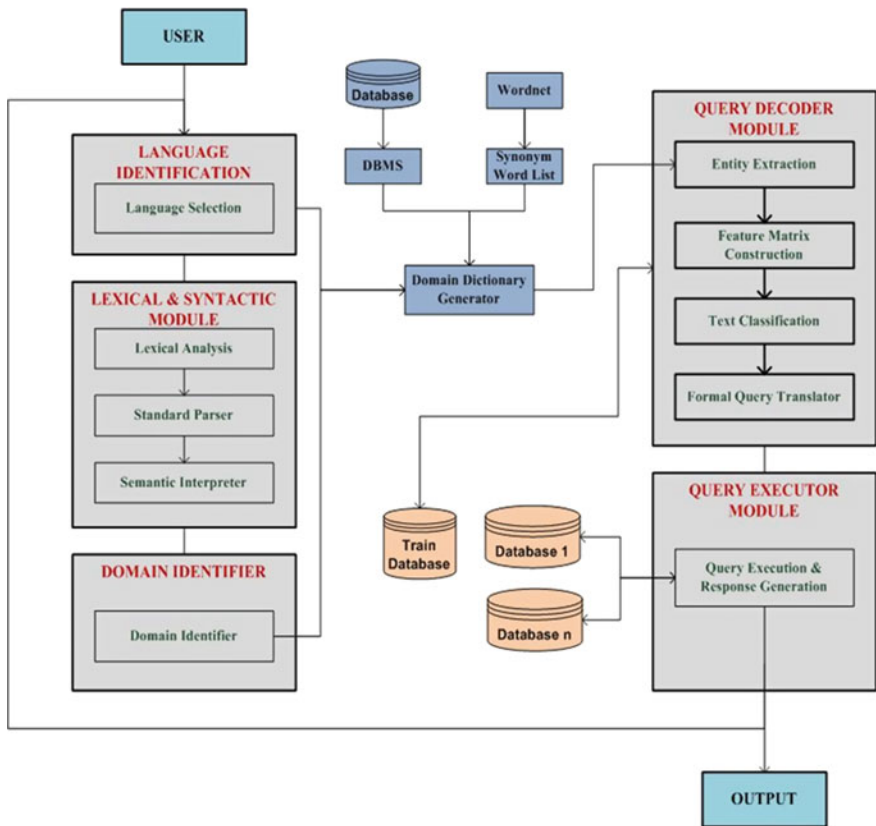 USER
LANGUAGE
IDENTIFICATION
Language Selection
LEXICAL & SYNTACTIC
MODULE
Lexical Analysis
Standard Parser
Semantic Interpreter
DOMAIN IDENTIFIER
Domain Identifier
Database
Wordnet
DBMS
Synonym
Word List
Domain Dictionary
Generator
Train
Database
Database 1
Database n
QUERY DECODER
MODULE
Entity Extraction
Feature Matrix
Construction
Text Classification
Formal Query Translator
QUERY EXECUTOR
MODULE
Query Execution &
Response Generation
OUTPUT